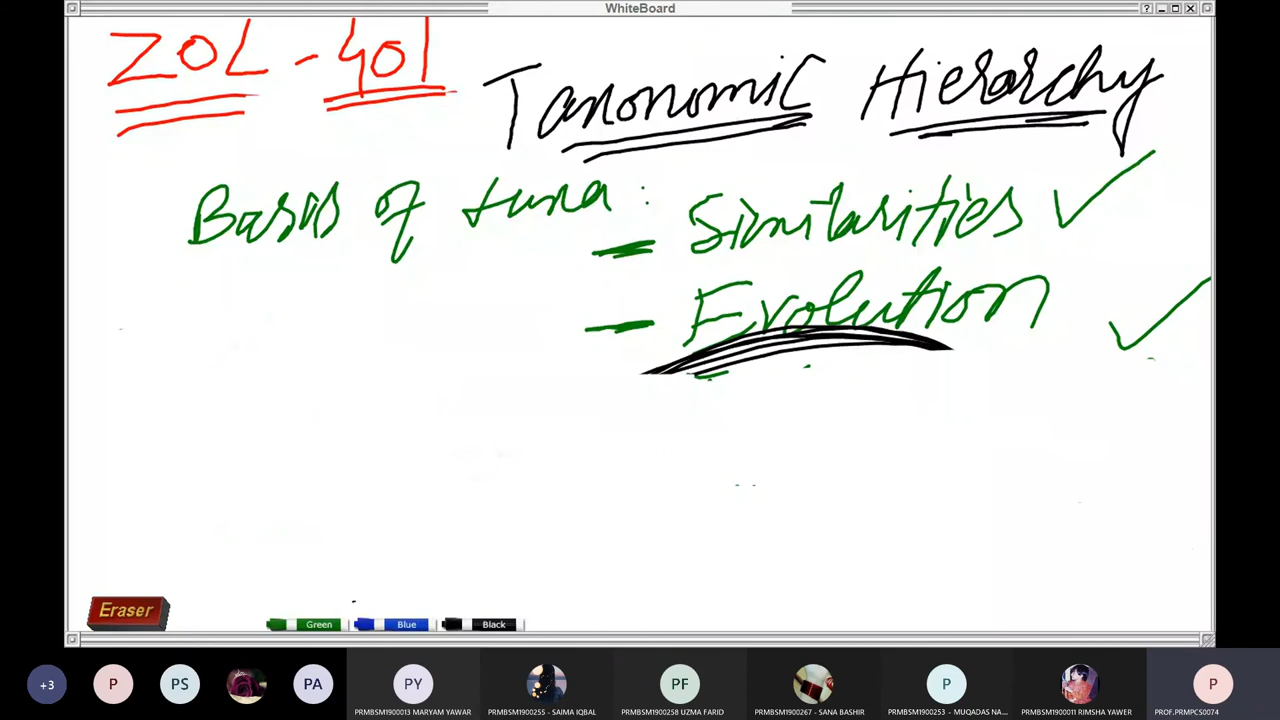 WhiteBoard
ZOL - 401
Taxonomic Hierarchy
Basis of taxa :
- Similarities ✓
- Evolution ✓
Eraser
Green
Blue
Black
+3
P
PS
PA
PY
PF
P
P
PRMBSM1900013 MARYAM YAWAR
PRMBSM1900255 - SAIMA IQBAL
PRMBSM1900258 UZMA FARID
PRMBSM1900267 - SANA BASHIR
PRMBSM1900253 - MUQADAS NA...
PRMBSM1900011 RIMSHA YAWER
PROF.PRMPCS0074